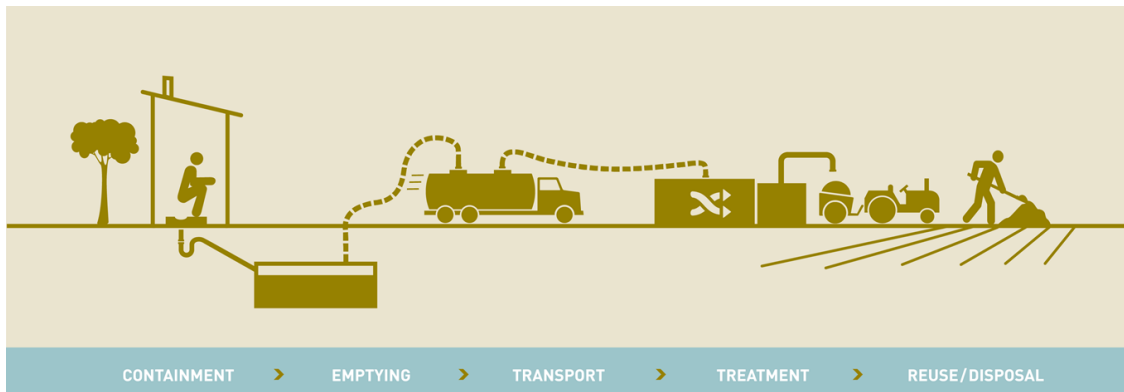 CONTAINMENT > EMPTYING > TRANSPORT > TREATMENT > REUSE/DISPOSAL